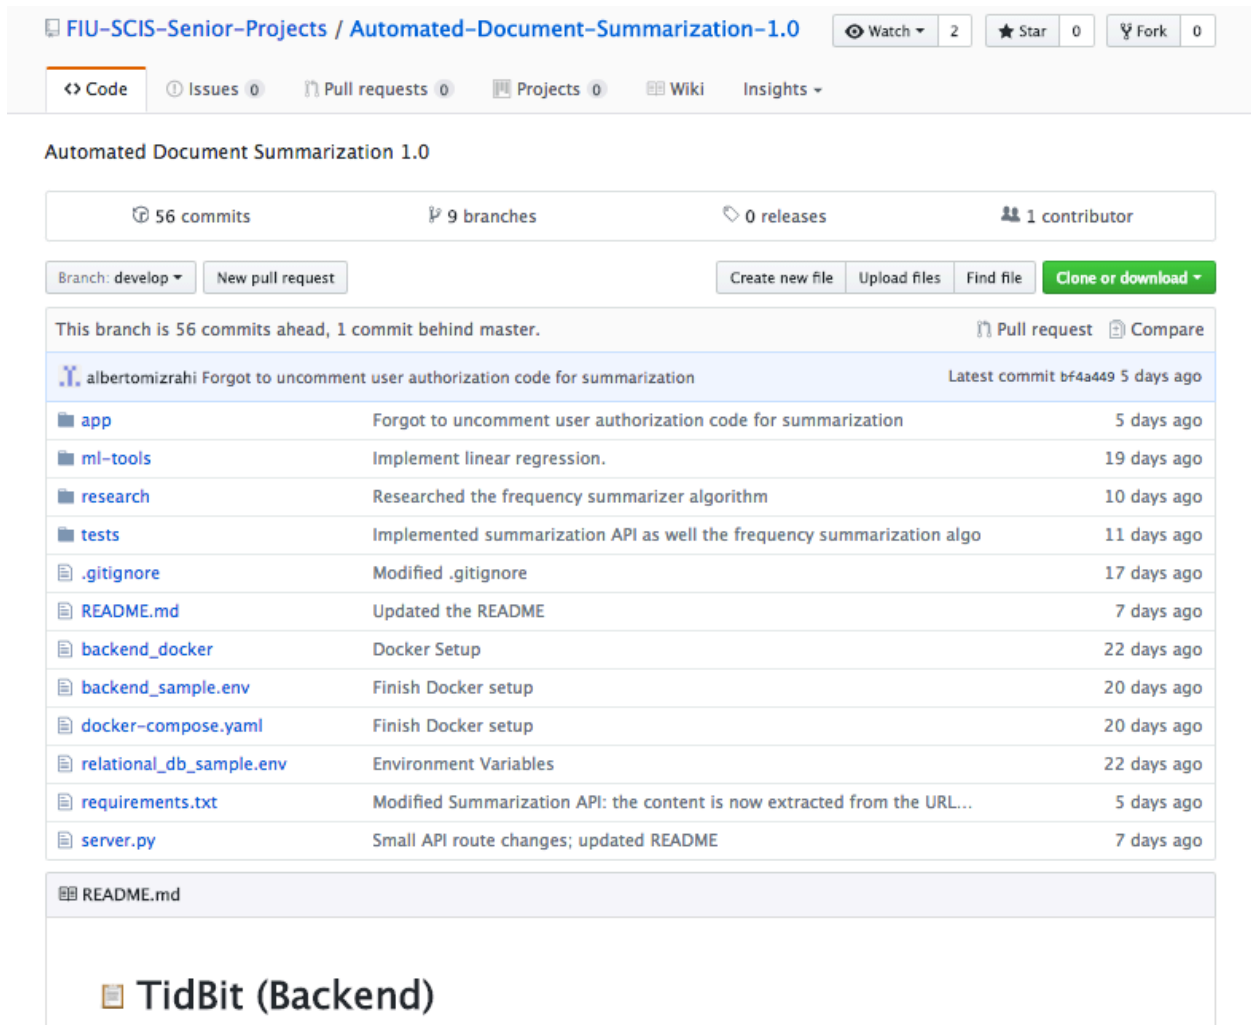 FIU-SCIS-Senior-Projects / Automated-Document-Summarization-1.0 Watch 2 Star 0 Fork 0
Code Issues 0 Pull requests 0 Projects 0 Wiki Insights
Automated Document Summarization 1.0
56 commits 9 branches 0 releases 1 contributor
Branch: develop New pull request Create new file Upload files Find file Clone or download
This branch is 56 commits ahead, 1 commit behind master. Pull request Compare
albertomizrahi Forgot to uncomment user authorization code for summarization Latest commit bf4a449 5 days ago
app Forgot to uncomment user authorization code for summarization 5 days ago
ml-tools Implement linear regression. 19 days ago
research Researched the frequency summarizer algorithm 10 days ago
tests Implemented summarization API as well the frequency summarization algo 11 days ago
.gitignore Modified .gitignore 17 days ago
README.md Updated the README 7 days ago
backend_docker Docker Setup 22 days ago
backend_sample.env Finish Docker setup 20 days ago
docker-compose.yaml Finish Docker setup 20 days ago
relational_db_sample.env Environment Variables 22 days ago
requirements.txt Modified Summarization API: the content is now extracted from the URL... 5 days ago
server.py Small API route changes; updated README 7 days ago
README.md
TidBit (Backend)